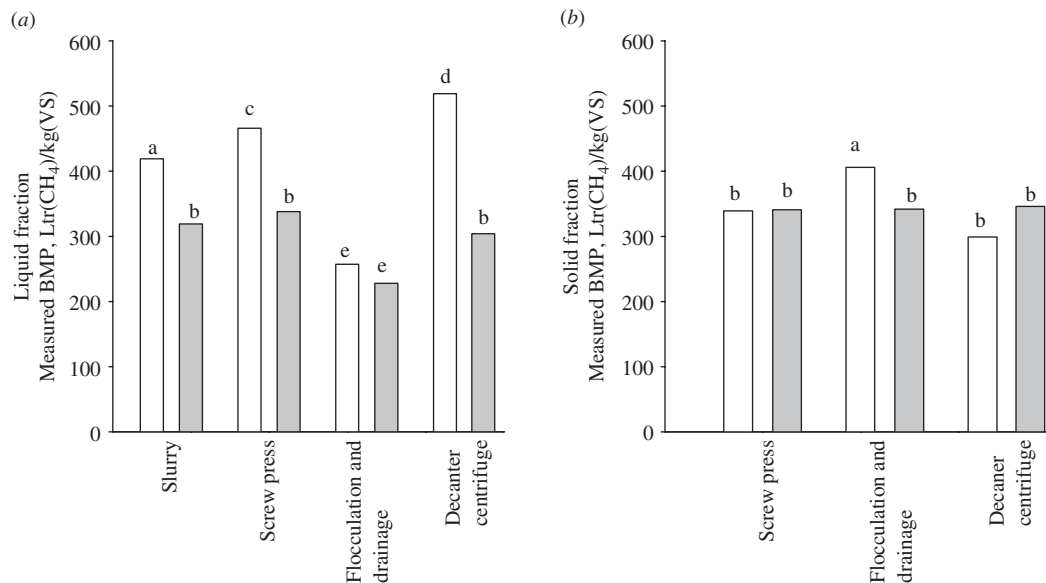 (a)
600
500
400
300
200
100
0
Liquid fraction
Measured BMP, Ltr(CH₄)/kg(VS)
a
b
c
b
e
e
d
b
Slurry
Screw press
Flocculation and
drainage
Decanter
centrifuge
(b)
600
500
400
300
200
100
0
Solid fraction
Measured BMP, Ltr(CH₄)/kg(VS)
b
b
a
b
b
b
Screw press
Flocculation and
drainage
Decaner
centrifuge